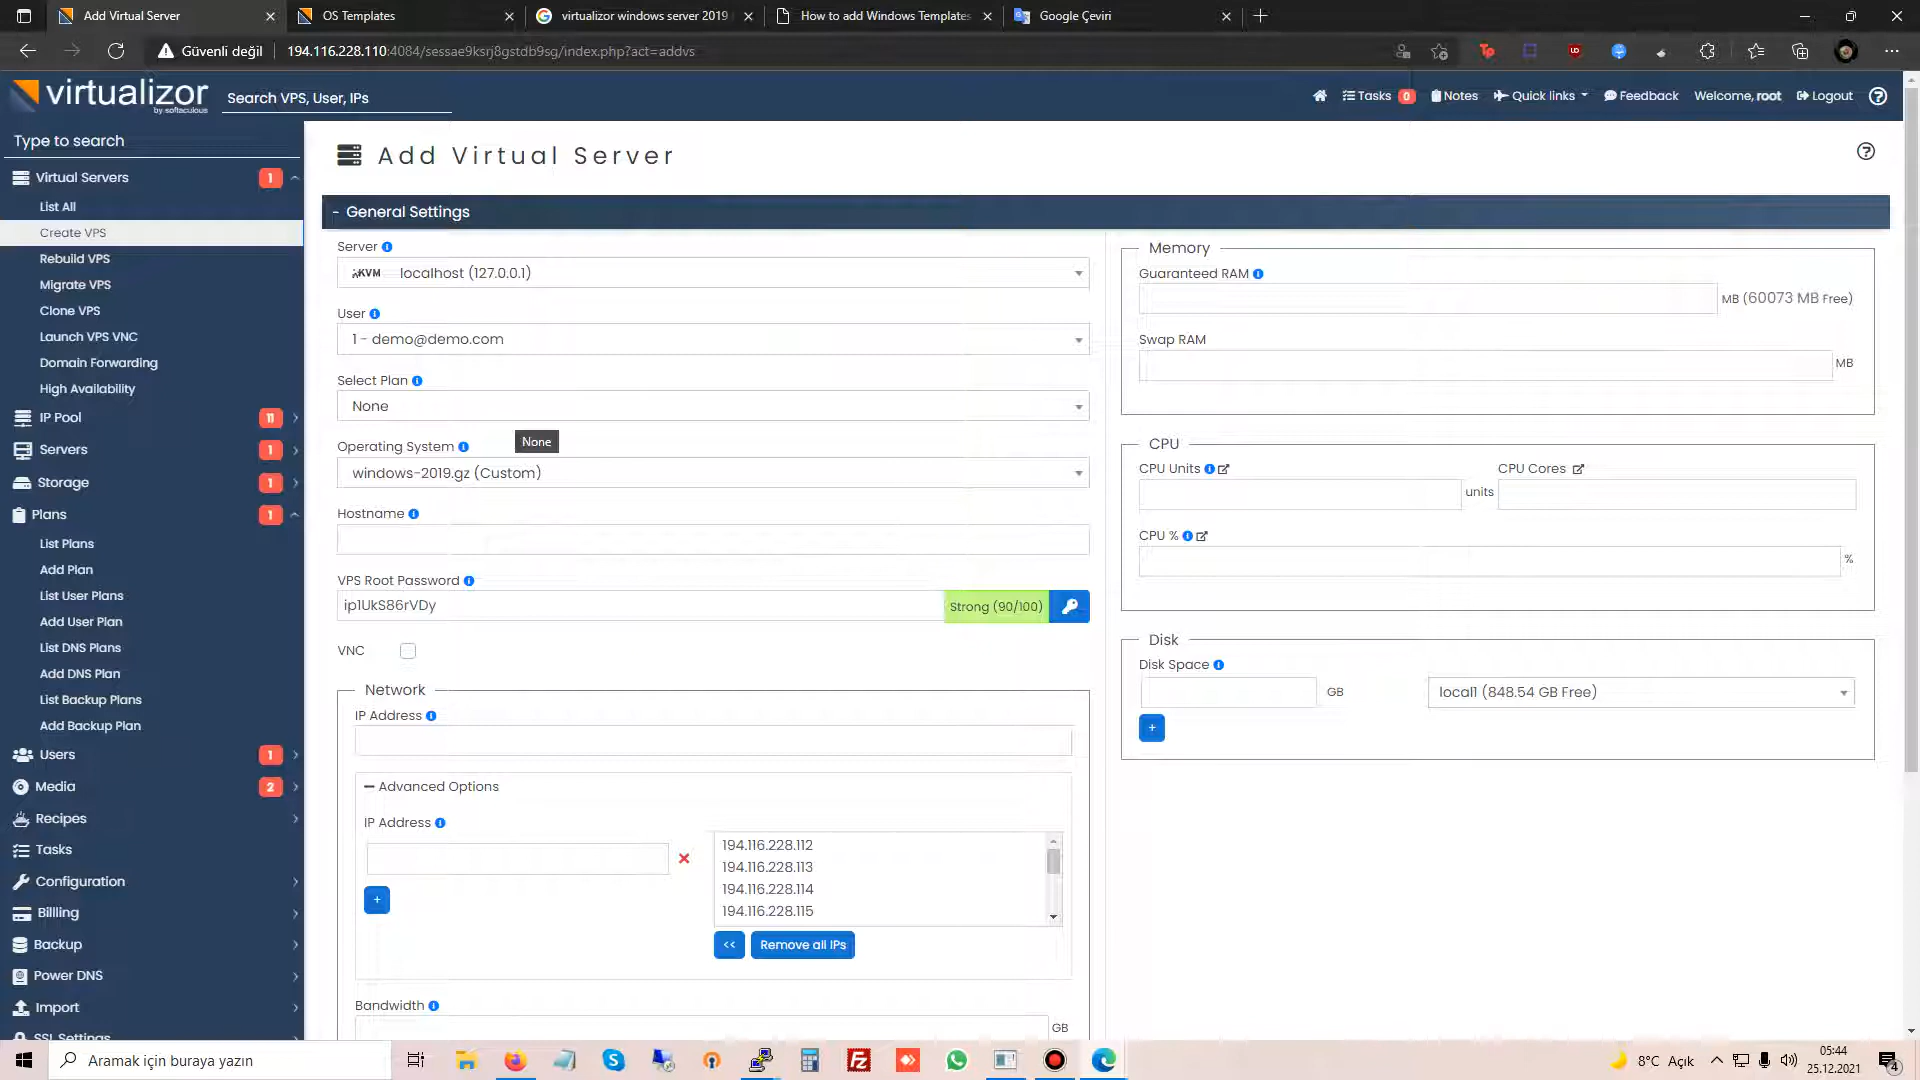 Add Virtual Server
OS Templates
virtualizor windows server 2019
How to add Windows Templates
Google Çeviri
Güvenli değil
194.116.228.110:4084/sessae9ksrj8gstdb9sg/index.php?act=addvs
virtualizor
by softaculous
Search VPS, User, IPs
Tasks 0
Notes
Quick links
Feedback
Welcome, root
Logout
Type to search
Virtual Servers 1
List All
Create VPS
Rebuild VPS
Migrate VPS
Clone VPS
Launch VPS VNC
Domain Forwarding
High Availability
IP Pool 11
Servers 1
Storage 1
Plans 1
List Plans
Add Plan
List User Plans
Add User Plan
List DNS Plans
Add DNS Plan
List Backup Plans
Add Backup Plan
Users 1
Media 2
Recipes
Tasks
Configuration
Billling
Backup
Power DNS
Import
SSL Settings
Add Virtual Server
- General Settings
Server
KVM localhost (127.0.0.1)
User
1 - demo@demo.com
Select Plan
None
None
Operating System
windows-2019.gz (Custom)
Hostname
VPS Root Password
ip1UkS86rVDy
Strong (90/100)
VNC
Network
IP Address
Advanced Options
IP Address
194.116.228.112
194.116.228.113
194.116.228.114
194.116.228.115
+
<<
Remove all IPs
Bandwidth
GB
Memory
Guaranteed RAM
MB (60073 MB Free)
Swap RAM
MB
CPU
CPU Units
units
CPU Cores
CPU %
%
Disk
Disk Space
GB
local1 (848.54 GB Free)
+
Aramak için buraya yazın
8°C Açık
05:44
25.12.2021
4